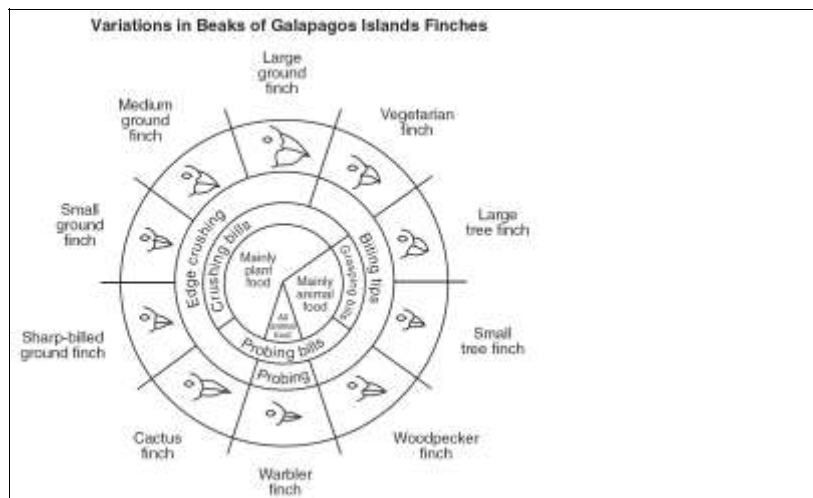 Variations in Beaks of Galapagos Islands Finches
Large
ground
finch
Vegetarian
finch
Large
tree finch
Small
tree finch
Woodpecker
finch
Warbler
finch
Cactus
finch
Sharp-billed
ground finch
Small
ground
finch
Medium
ground
finch
Edge crushing
Crushing bills
Biting tips
Grasping bills
Probing bills
Probing
Mainly
plant
food
Mainly
animal
food
All
animal
food